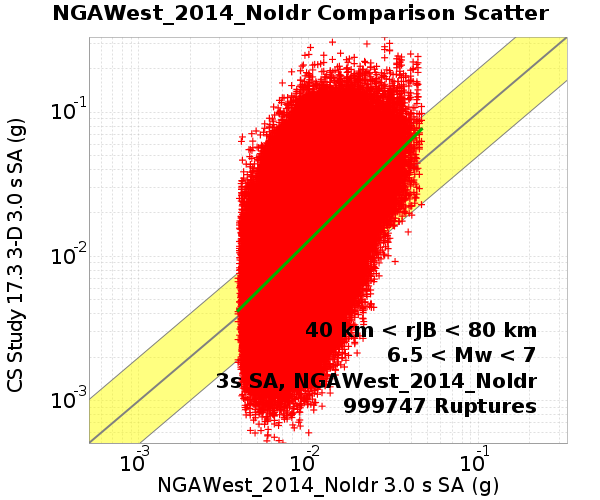 NGAWest_2014_NoIdr Comparison Scatter
CS Study 17.3 3-D 3.0 s SA (g)
10-1
10-2
10-3
40 km < rJB < 80 km
6.5 < Mw < 7
3s SA, NGAWest_2014_NoIdr
999747 Ruptures
10-3 10-2 10-1
NGAWest_2014_NoIdr 3.0 s SA (g)